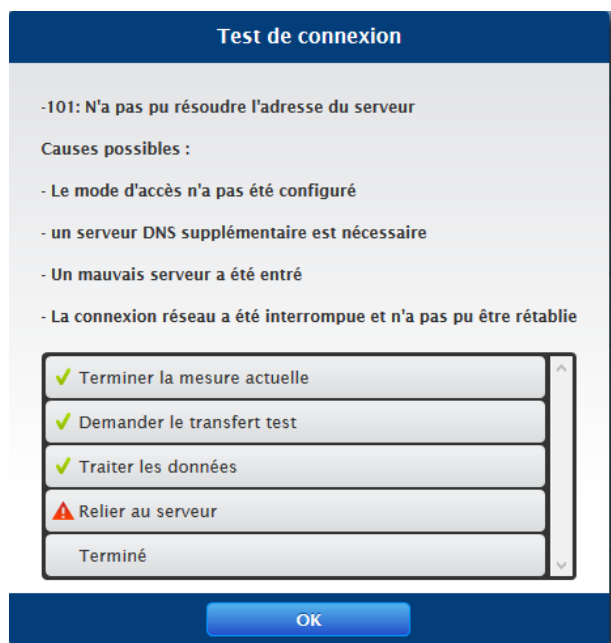 Test de connexion
-101: N'a pas pu résoudre l'adresse du serveur
Causes possibles :
- Le mode d'accès n'a pas été configuré
- un serveur DNS supplémentaire est nécessaire
- Un mauvais serveur a été entré
- La connexion réseau a été interrompue et n'a pas pu être rétablie
Terminer la mesure actuelle
Demander le transfert test
Traiter les données
Relier au serveur
Terminé
OK